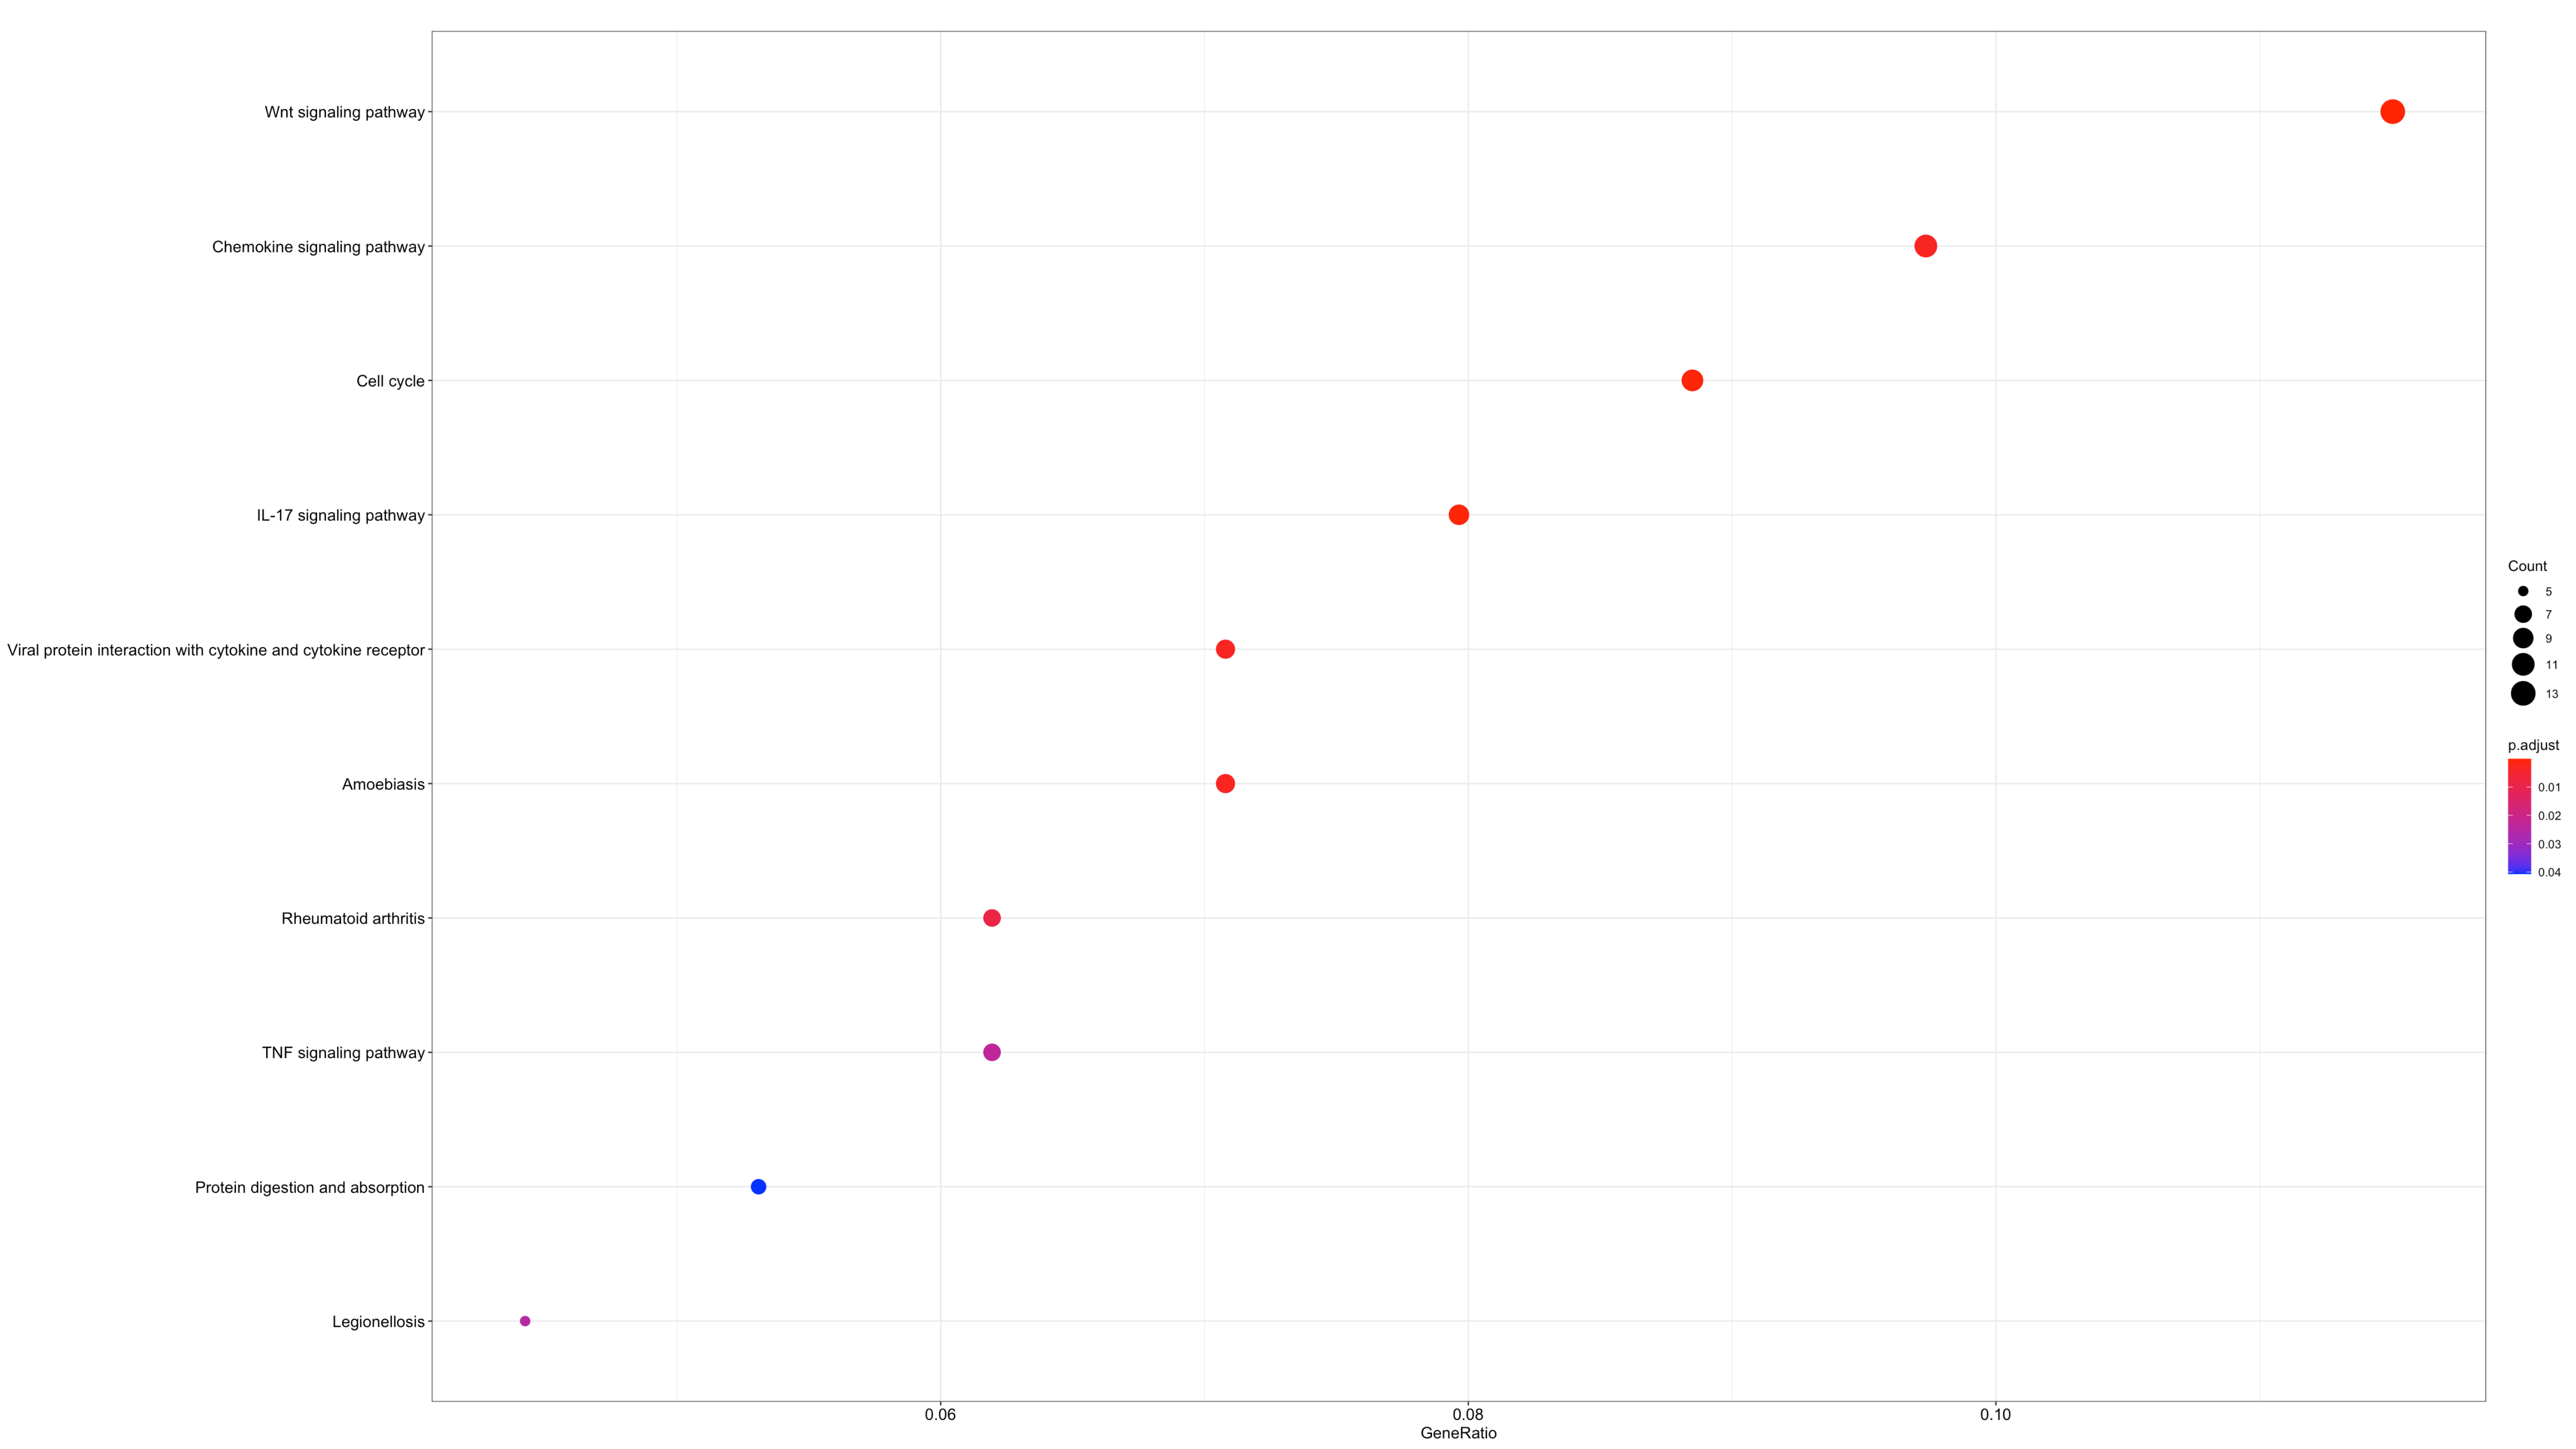 Wnt signaling pathway
Chemokine signaling pathway
Cell cycle
IL-17 signaling pathway
Viral protein interaction with cytokine and cytokine receptor
Amoebiasis
Rheumatoid arthritis
TNF signaling pathway
Protein digestion and absorption
Legionellosis
0.06
0.08
0.10
GeneRatio
Count
5
7
9
11
13
p.adjust
0.01
0.02
0.03
0.04